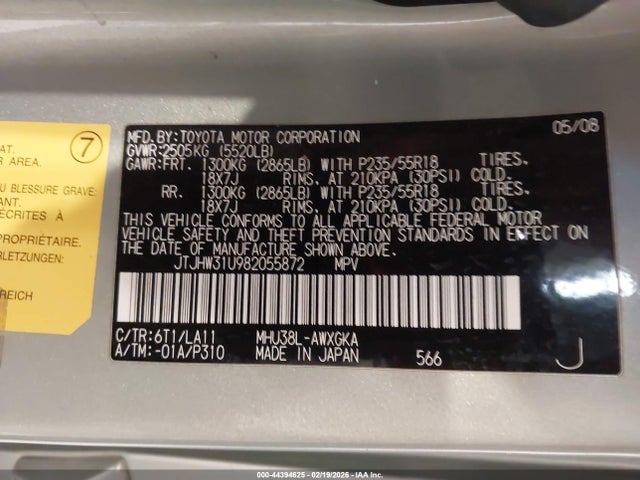 7
AT.
R AREA.
U BLESSURE GRAVE:
ANT.
ÉCRITES À
PROPRIÉTAIRE.
RLETZUNGEN:
REICH
MFD.BY:TOYOTA MOTOR CORPORATION 05/08
GVWR:2505KG (5520LB)
GAWR:FRT. 1300KG (2865LB) WITH P235/55R18 TIRES,
18X7J RIMS, AT 210KPA (30PSI) COLD.
RR. 1300KG (2865LB) WITH P235/55R18 TIRES,
18X7J RIMS, AT 210KPA (30PSI) COLD.
THIS VEHICLE CONFORMS TO ALL APPLICABLE FEDERAL MOTOR
VEHICLE SAFETY AND THEFT PREVENTION STANDARDS IN EFFECT ON
THE DATE OF MANUFACTURE SHOWN ABOVE.
JTJHW31U982055872 MPV
C/TR:6T1/LA11 MHU38L-AWXGKA
A/TM:-01A/P310 MADE IN JAPAN 566 J
000-44394625 - 02/19/2026 - IAA, Inc.